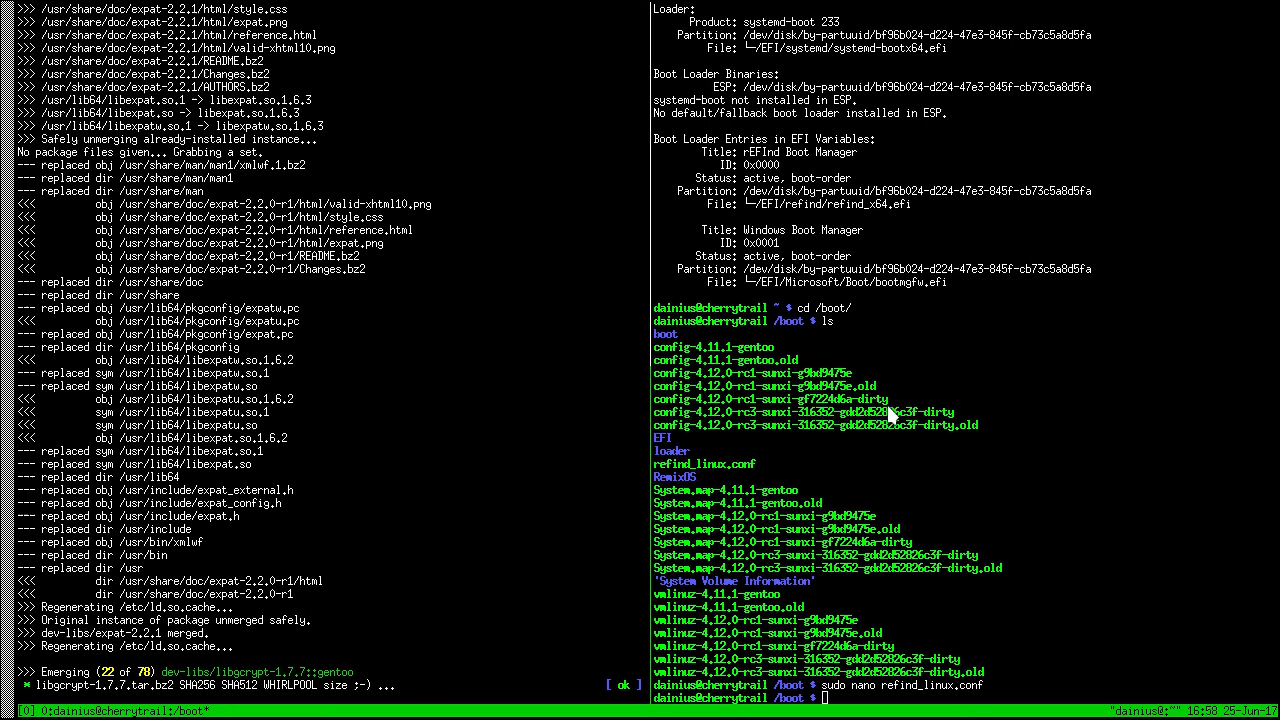 >>> /usr/share/doc/expat-2.2.1/html/style.css
>>> /usr/share/doc/expat-2.2.1/html/expat.png
>>> /usr/share/doc/expat-2.2.1/html/reference.html
>>> /usr/share/doc/expat-2.2.1/html/valid-xhtml10.png
>>> /usr/share/doc/expat-2.2.1/README.bz2
>>> /usr/share/doc/expat-2.2.1/Changes.bz2
>>> /usr/share/doc/expat-2.2.1/AUTHORS.bz2
>>> /usr/lib64/libexpat.so.1 -> libexpat.so.1.6.3
>>> /usr/lib64/libexpat.so -> libexpat.so.1.6.3
>>> /usr/lib64/libexpatw.so.1 -> libexpatw.so.1.6.3
>>> Safely unmerging already-installed instance...
No package files given... Grabbing a set.
--- replaced obj /usr/share/man/man1/xmlwf.1.bz2
--- replaced dir /usr/share/man/man1
--- replaced dir /usr/share/man
<<<          obj /usr/share/doc/expat-2.2.0-r1/html/valid-xhtml10.png
<<<          obj /usr/share/doc/expat-2.2.0-r1/html/style.css
<<<          obj /usr/share/doc/expat-2.2.0-r1/html/reference.html
<<<          obj /usr/share/doc/expat-2.2.0-r1/html/expat.png
<<<          obj /usr/share/doc/expat-2.2.0-r1/README.bz2
<<<          obj /usr/share/doc/expat-2.2.0-r1/Changes.bz2
--- replaced dir /usr/share/doc
--- replaced dir /usr/share
--- replaced obj /usr/lib64/pkgconfig/expatw.pc
<<<          obj /usr/lib64/pkgconfig/expatu.pc
--- replaced obj /usr/lib64/pkgconfig/expat.pc
--- replaced dir /usr/lib64/pkgconfig
<<<          obj /usr/lib64/libexpatw.so.1.6.2
--- replaced sym /usr/lib64/libexpatw.so.1
--- replaced sym /usr/lib64/libexpatw.so
<<<          obj /usr/lib64/libexpatu.so.1.6.2
<<<          sym /usr/lib64/libexpatu.so.1
<<<          sym /usr/lib64/libexpatu.so
<<<          obj /usr/lib64/libexpat.so.1.6.2
--- replaced sym /usr/lib64/libexpat.so.1
--- replaced sym /usr/lib64/libexpat.so
--- replaced dir /usr/lib64
--- replaced obj /usr/include/expat_external.h
--- replaced obj /usr/include/expat_config.h
--- replaced obj /usr/include/expat.h
--- replaced dir /usr/include
--- replaced obj /usr/bin/xmlwf
--- replaced dir /usr/bin
--- replaced dir /usr
<<<          dir /usr/share/doc/expat-2.2.0-r1/html
<<<          dir /usr/share/doc/expat-2.2.0-r1
>>> Regenerating /etc/ld.so.cache...
>>> Original instance of package unmerged safely.
>>> dev-libs/expat-2.2.1 merged.
>>> Regenerating /etc/ld.so.cache...
>>> Emerging (22 of 78) dev-libs/libgcrypt-1.7.7::gentoo
* libgcrypt-1.7.7.tar.bz2 SHA256 SHA512 WHIRLPOOL size ;-) ... [ ok ]
Loader:
Product: systemd-boot 233
Partition: /dev/disk/by-partuuid/bf96b024-d224-47e3-845f-cb73c5a8d5fa
File: └─/EFI/systemd/systemd-bootx64.efi
Boot Loader Binaries:
ESP: /dev/disk/by-partuuid/bf96b024-d224-47e3-845f-cb73c5a8d5fa
systemd-boot not installed in ESP.
No default/fallback boot loader installed in ESP.
Boot Loader Entries in EFI Variables:
Title: rEFInd Boot Manager
ID: 0x0000
Status: active, boot-order
Partition: /dev/disk/by-partuuid/bf96b024-d224-47e3-845f-cb73c5a8d5fa
File: └─/EFI/refind/refind_x64.efi
Title: Windows Boot Manager
ID: 0x0001
Status: active, boot-order
Partition: /dev/disk/by-partuuid/bf96b024-d224-47e3-845f-cb73c5a8d5fa
File: └─/EFI/Microsoft/Boot/bootmgfw.efi
dainius@cherrytrail ~ $ cd /boot/
dainius@cherrytrail /boot $ ls
boot
config-4.11.1-gentoo
config-4.11.1-gentoo.old
config-4.12.0-rc1-sunxi-g9bd9475e
config-4.12.0-rc1-sunxi-g9bd9475e.old
config-4.12.0-rc1-sunxi-gf7224d6a-dirty
config-4.12.0-rc3-sunxi-316352-gdd2d52826c3f-dirty
config-4.12.0-rc3-sunxi-316352-gdd2d52826c3f-dirty.old
EFI
loader
refind_linux.conf
RemixOS
System.map-4.11.1-gentoo
System.map-4.11.1-gentoo.old
System.map-4.12.0-rc1-sunxi-g9bd9475e
System.map-4.12.0-rc1-sunxi-g9bd9475e.old
System.map-4.12.0-rc1-sunxi-gf7224d6a-dirty
System.map-4.12.0-rc3-sunxi-316352-gdd2d52826c3f-dirty
System.map-4.12.0-rc3-sunxi-316352-gdd2d52826c3f-dirty.old
'System Volume Information'
vmlinuz-4.11.1-gentoo
vmlinuz-4.11.1-gentoo.old
vmlinuz-4.12.0-rc1-sunxi-g9bd9475e
vmlinuz-4.12.0-rc1-sunxi-g9bd9475e.old
vmlinuz-4.12.0-rc1-sunxi-gf7224d6a-dirty
vmlinuz-4.12.0-rc3-sunxi-316352-gdd2d52826c3f-dirty
vmlinuz-4.12.0-rc3-sunxi-316352-gdd2d52826c3f-dirty.old
dainius@cherrytrail /boot $ sudo nano refind_linux.conf
dainius@cherrytrail /boot $
[0] 0:dainius@cherrytrail:/boot* "dainius@:~" 16:58 25-Jun-17